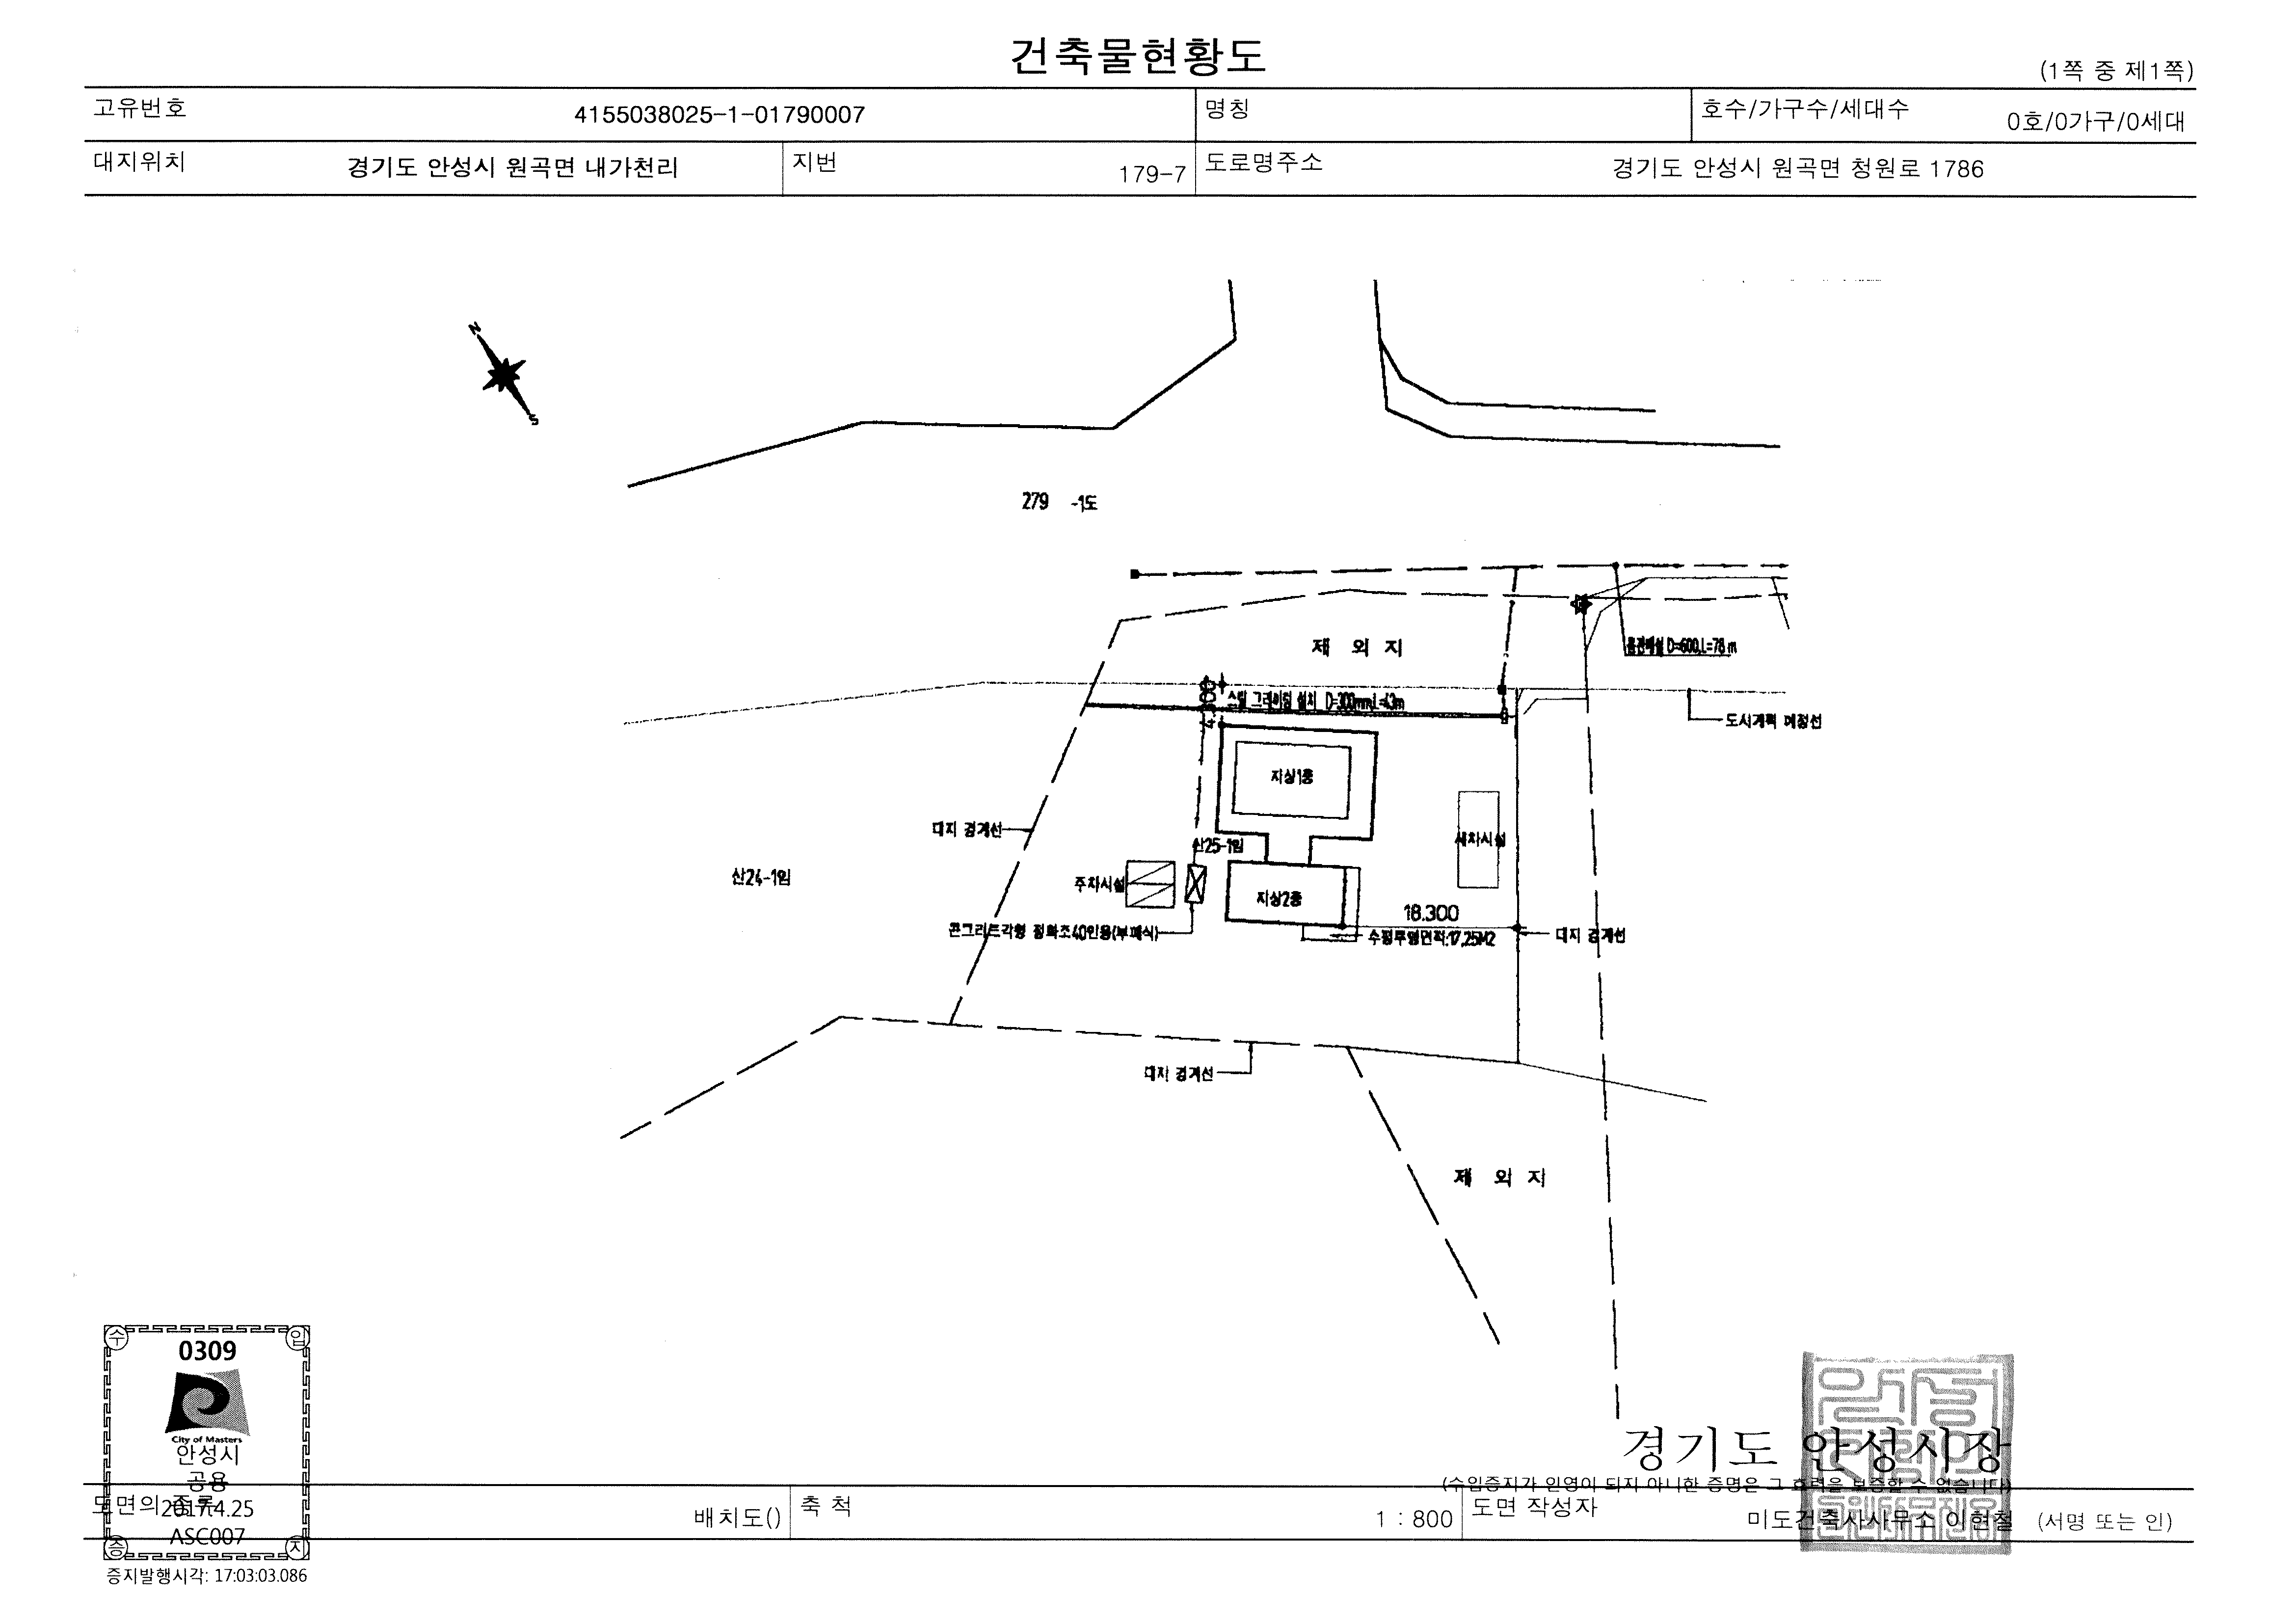 건축물현황도
(1쪽 중 제1쪽)
고유번호 4155038025-1-01790007 명칭 호수/가구수/세대수 0호/0가구/0세대
대지위치 경기도 안성시 원곡면 내가천리 지번 179-7 도로명주소 경기도 안성시 원곡면 청원로 1786
N
S
279 -1도
제 외 지
흄관매설 D=600,L=78 m
스틸 그레이팅 설치 D=300mm,L=43m
4.300
도시계획 예정선
지상1층
대지 경계선
산25-1임
세차시설
산24-1임
주차시설
지상2층
18.300
콘크리트각형 정화조40인용(부패식)
수평투영면적:17,25M2
대지 경계선
대지 경계선
제 외 지
수 입
0309
City of Masters
안성시
공용
2017.4.25
ASC007
증 지
증지발행시각: 17:03:03.086
경기도 안성시장
(수입증지가 인영이 되지 아니한 증명은 그 효력을 보증할 수 없습니다)
도면의 종류 배치도() 축 척 1 : 800 도면 작성자 미도건축사사무소 이현철 (서명 또는 인)